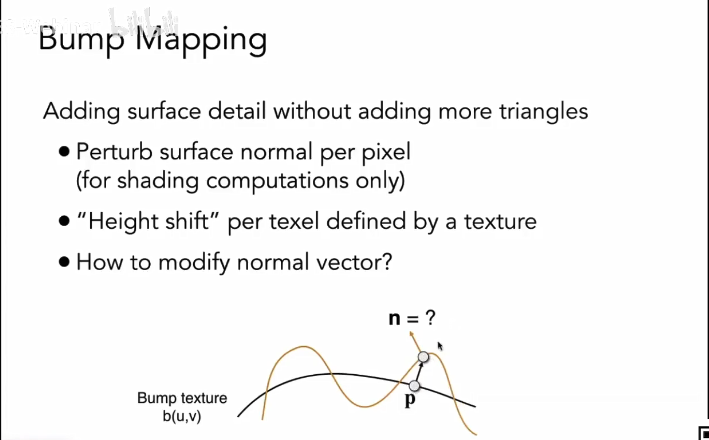 Bump Mapping
Adding surface detail without adding more triangles
● Perturb surface normal per pixel
(for shading computations only)
● “Height shift” per texel defined by a texture
● How to modify normal vector?
n = ?
Bump texture
b(u,v)
p